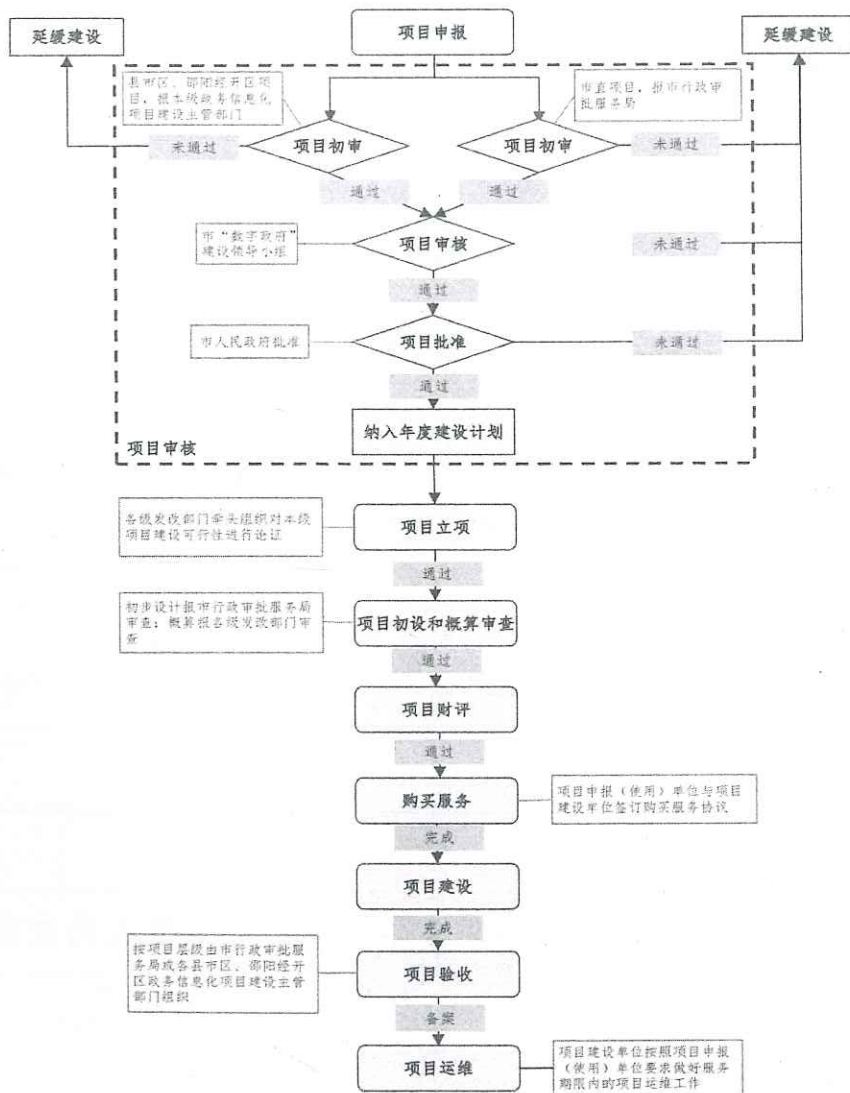 项目申报
延缓建设
延缓建设
县市区、邵阳经开区项
目，报本级政务信息化
项目建设主管部门
市直项目，报市行政审
批服务局
未通过
项目初审
项目初审
未通过
通过
通过
市“数字政府”
建设领导小组
项目审核
未通过
通过
市人民政府批准
项目批准
未通过
通过
纳入年度建设计划
项目审核
各级发改部门牵头组织对本级
项目建设可行性进行论证
项目立项
通过
初步设计报市行政审批服务局
审查；概算报各级发改部门审
查
项目初设和概算审查
通过
项目财评
通过
购买服务
项目申报（使用）单位与项目
建设单位签订购买服务协议
完成
项目建设
完成
按项目层级由市行政审批服
务局或各县市区、邵阳经开
区政务信息化项目建设主管
部门组织
项目验收
备案
项目运维
项目建设单位按照项目申报
（使用）单位要求做好服务
期限内的项目运维工作